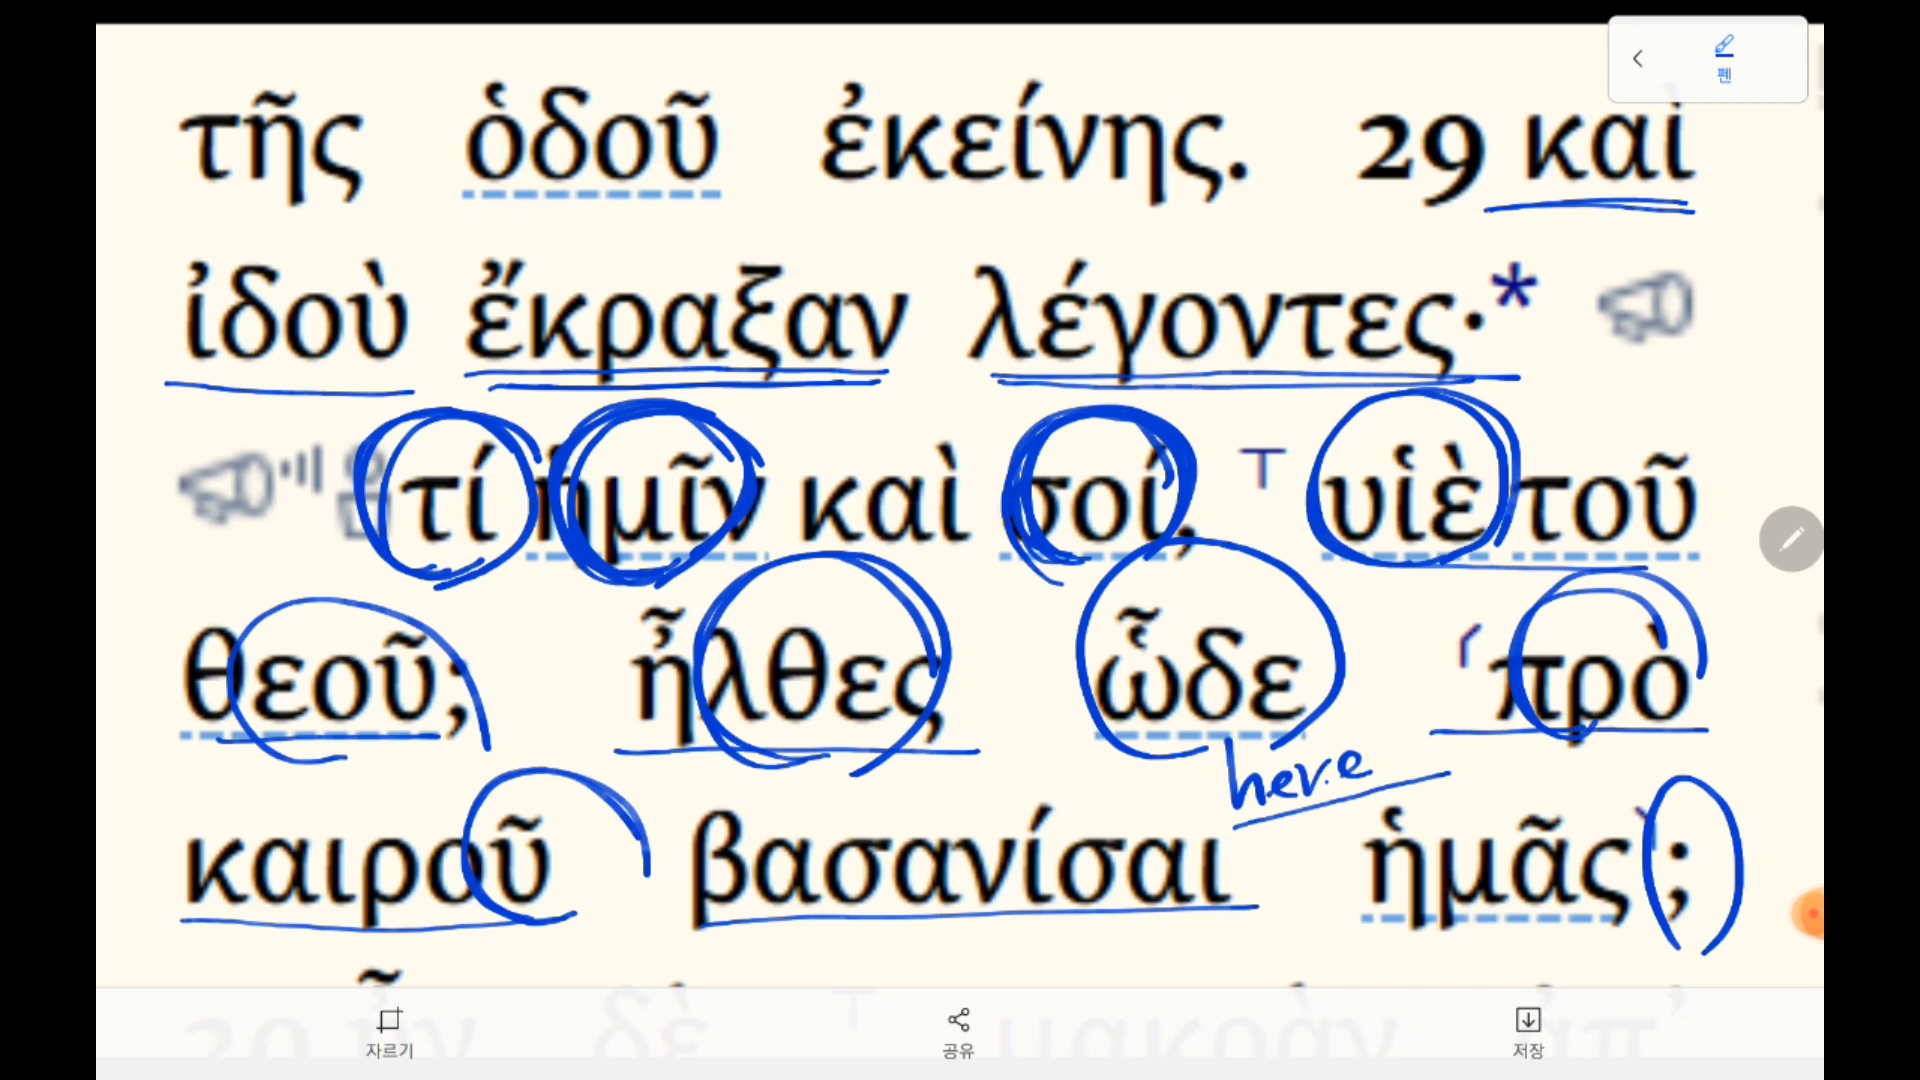 펜
τῆς ὁδοῦ ἐκείνης. 29 καὶ
ἰδοὺ ἔκραξαν λέγοντες·*
τί ἡμῖν καὶ σοί, ⸆ υἱὲ τοῦ
θεοῦ; ἦλθες ὧδε ⸂πρὸ
here
καιροῦ βασανίσαι ἡμᾶς⸃;
자르기 공유 저장